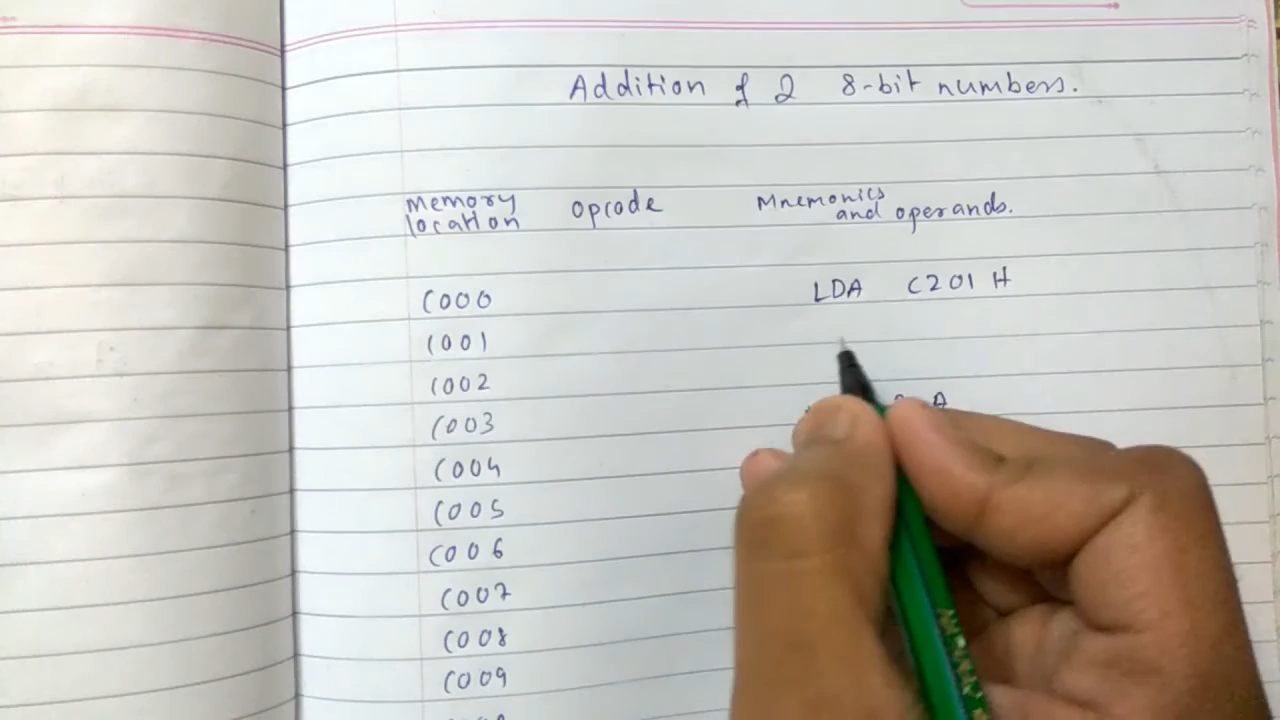 Addition of 2 8-bit numbers.
Memory location opcode Mnemonics and operands.
C000 LDA C201 H
C001
C002
C003 A
C004
C005
C006
C007
C008
C009